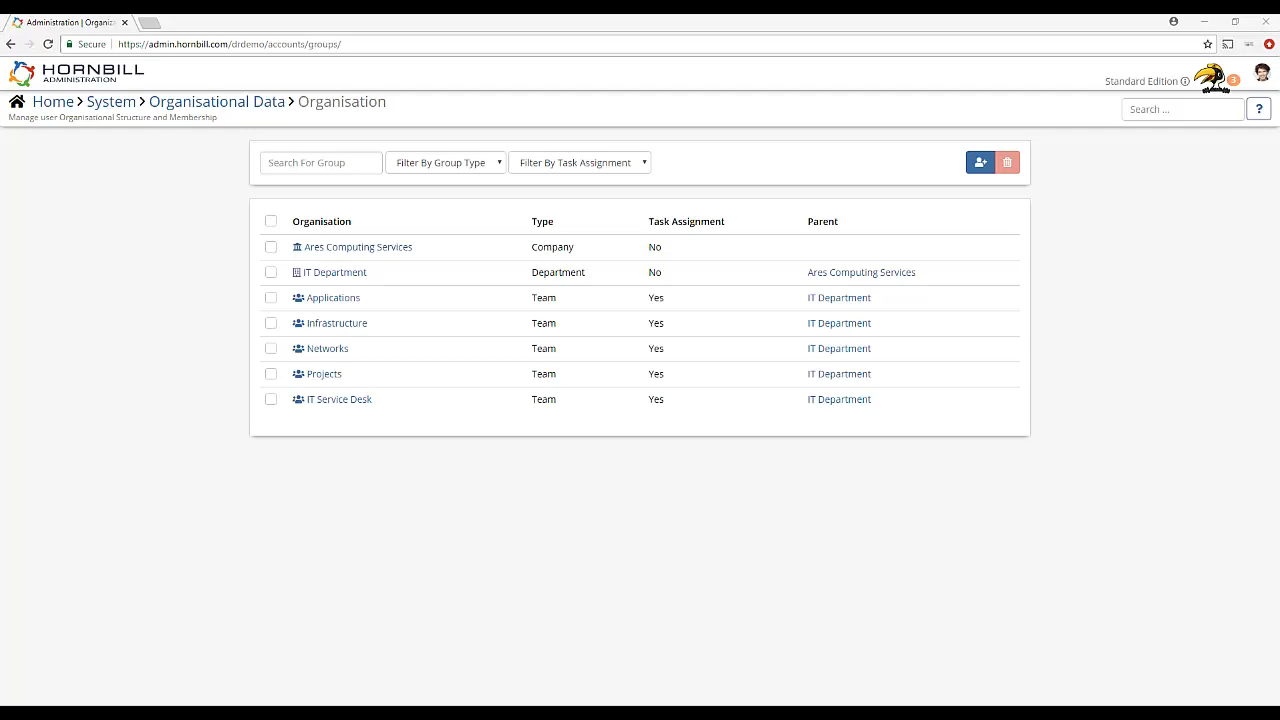 Administration | Organiz
Secure https://admin.hornbill.com/drdemo/accounts/groups/
HORNBILL
ADMINISTRATION
Standard Edition
3
Home System Organisational Data Organisation
Manage user Organisational Structure and Membership
Search ...
?
Search For Group Filter By Group Type Filter By Task Assignment
Organisation Type Task Assignment Parent
Ares Computing Services Company No
IT Department Department No Ares Computing Services
Applications Team Yes IT Department
Infrastructure Team Yes IT Department
Networks Team Yes IT Department
Projects Team Yes IT Department
IT Service Desk Team Yes IT Department